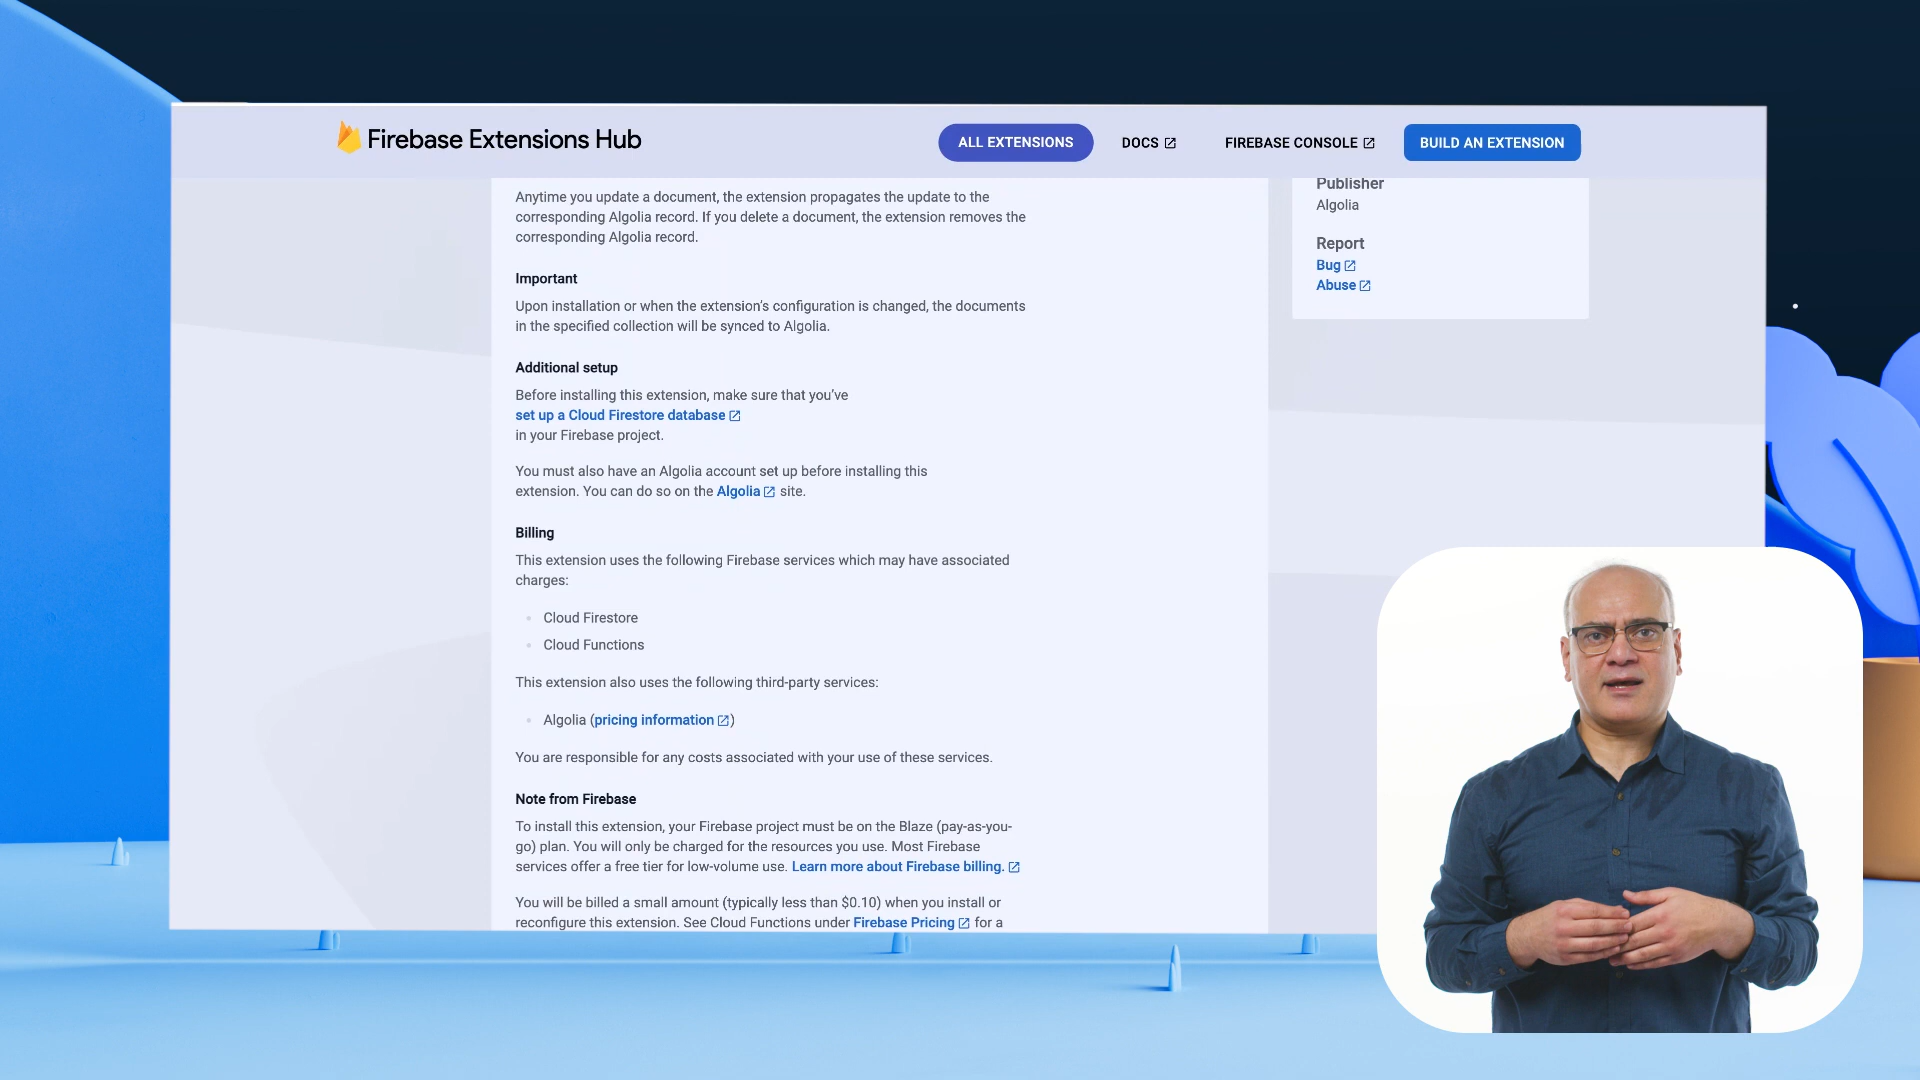 Firebase Extensions Hub
ALL EXTENSIONS
DOCS
FIREBASE CONSOLE
BUILD AN EXTENSION
Anytime you update a document, the extension propagates the update to the
corresponding Algolia record. If you delete a document, the extension removes the
corresponding Algolia record.
Important
Upon installation or when the extension's configuration is changed, the documents
in the specified collection will be synced to Algolia.
Additional setup
Before installing this extension, make sure that you've
set up a Cloud Firestore database
in your Firebase project.
You must also have an Algolia account set up before installing this
extension. You can do so on the Algolia site.
Billing
This extension uses the following Firebase services which may have associated
charges:
Cloud Firestore
Cloud Functions
This extension also uses the following third-party services:
Algolia (pricing information)
You are responsible for any costs associated with your use of these services.
Note from Firebase
To install this extension, your Firebase project must be on the Blaze (pay-as-you-
go) plan. You will only be charged for the resources you use. Most Firebase
services offer a free tier for low-volume use. Learn more about Firebase billing.
You will be billed a small amount (typically less than $0.10) when you install or
reconfigure this extension. See Cloud Functions under Firebase Pricing for a
Publisher
Algolia
Report
Bug
Abuse